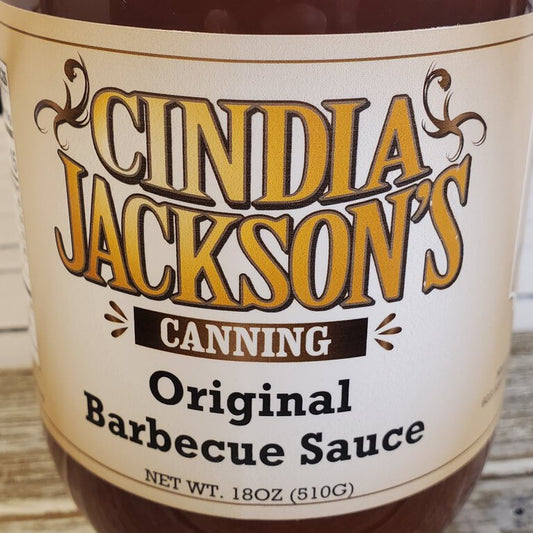 CINDIA
JACKSON'S
CANNING
Original
Barbecue Sauce
NET WT. 18OZ (510G)